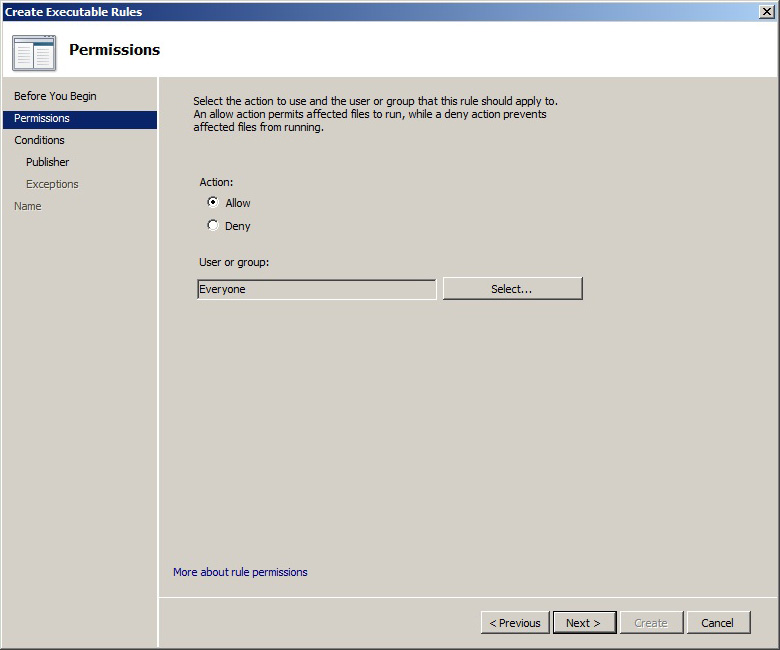 Create Executable Rules
Permissions
Before You Begin
Permissions
Conditions
Publisher
Exceptions
Name
Select the action to use and the user or group that this rule should apply to.
An allow action permits affected files to run, while a deny action prevents
affected files from running.
Action:
Allow
Deny
User or group:
Everyone
Select...
More about rule permissions
< Previous
Next >
Create
Cancel